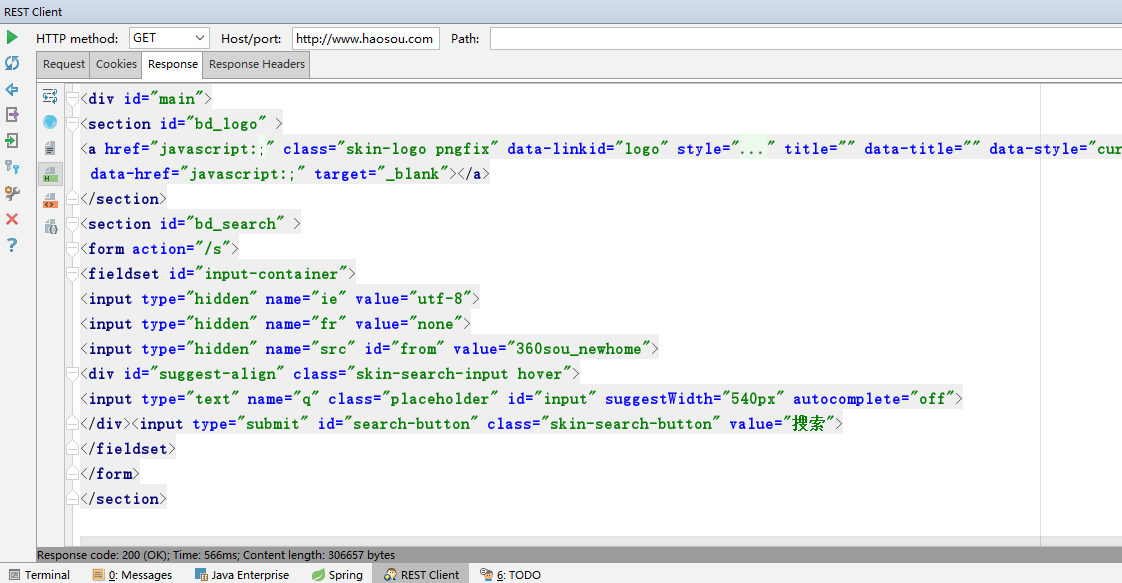 REST Client
HTTP method: GET Host/port: http://www.haosou.com Path:
Request Cookies Response Response Headers
<div id="main">
<section id="bd_logo" >
<a href="javascript:;" class="skin-logo pngfix" data-linkid="logo" style="..." title="" data-title="" data-style="cur
data-href="javascript:;" target="_blank"></a>
</section>
<section id="bd_search" >
<form action="/s">
<fieldset id="input-container">
<input type="hidden" name="ie" value="utf-8">
<input type="hidden" name="fr" value="none">
<input type="hidden" name="src" id="from" value="360sou_newhome">
<div id="suggest-align" class="skin-search-input hover">
<input type="text" name="q" class="placeholder" id="input" suggestWidth="540px" autocomplete="off">
</div><input type="submit" id="search-button" class="skin-search-button" value="搜索">
</fieldset>
</form>
</section>
Response code: 200 (OK); Time: 566ms; Content length: 306657 bytes
Terminal 0: Messages Java Enterprise Spring REST Client 6: TODO